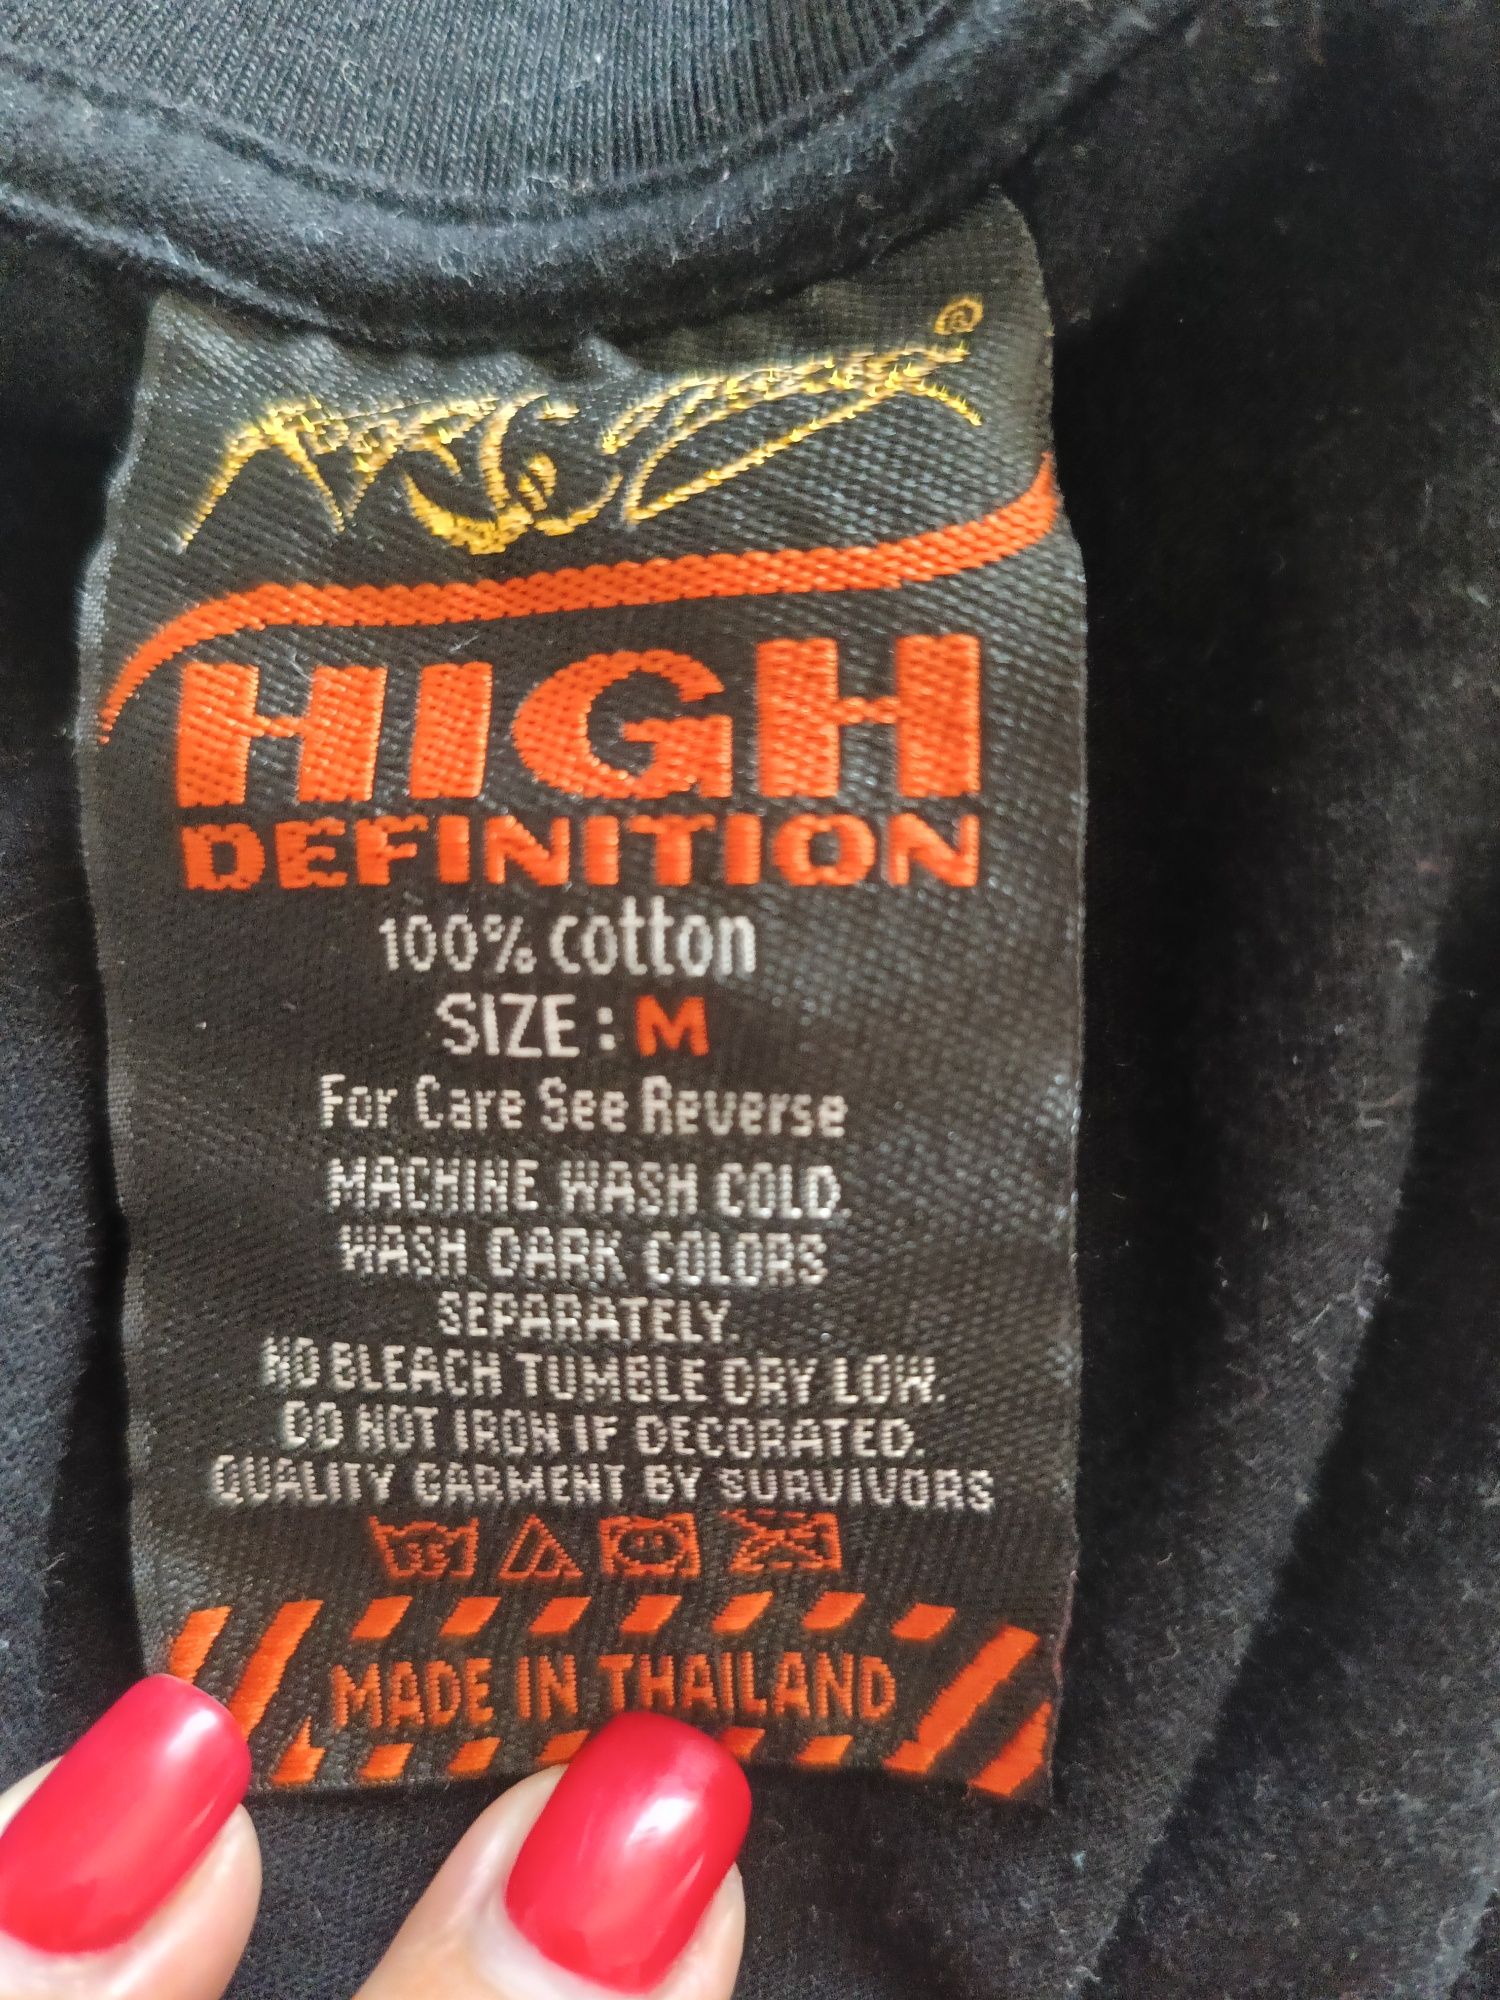 ®
HIGH
DEFINITION
100% cotton
SIZE : M
For Care See Reverse
MACHINE WASH COLD.
WASH DARK COLORS
SEPARATELY.
NO BLEACH TUMBLE DRY LOW.
DO NOT IRON IF DECORATED.
QUALITY GARMENT BY SURVIVORS
MADE IN THAILAND